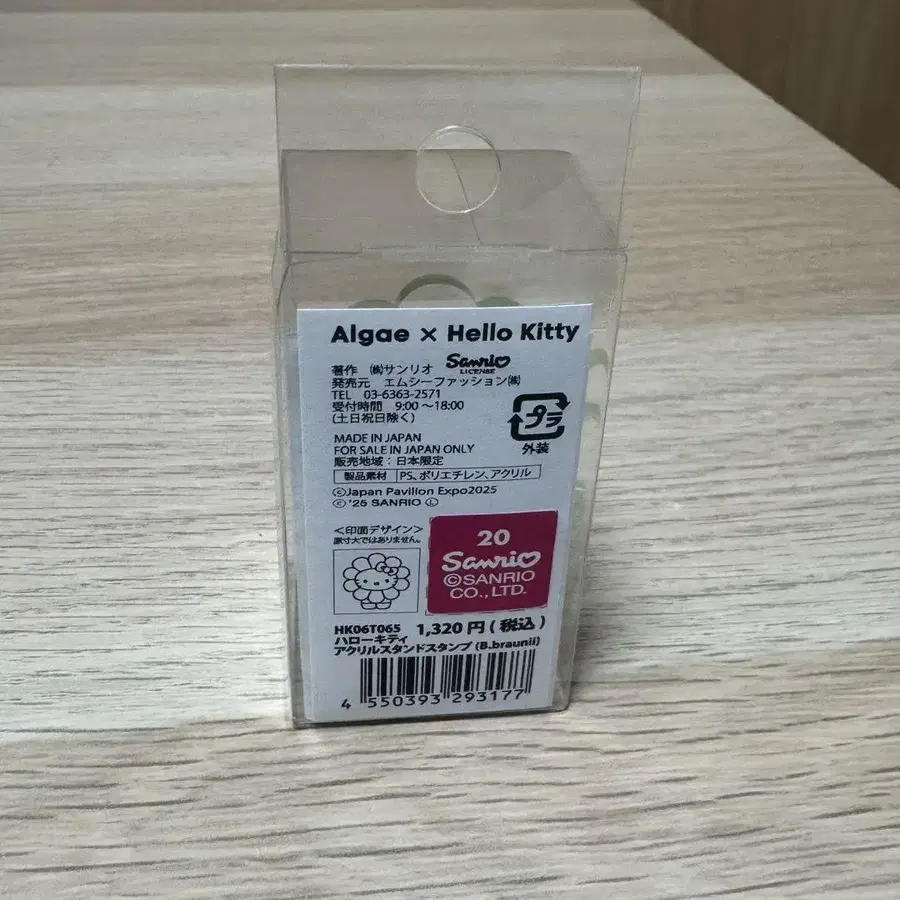 Algae × Hello Kitty
著作 ㈱サンリオ Sanrio LICENSE
発売元 エムシーファッション㈱
TEL 03-6363-2571
受付時間 9:00～18:00
(土日祝日除く)
プラ
外装
MADE IN JAPAN
FOR SALE IN JAPAN ONLY
販売地域：日本限定
製品素材 PS、ポリエチレン、アクリル
©Japan Pavilion Expo2025
© '25 SANRIO Ⓛ
＜印面デザイン＞
原寸大ではありません。
20
Sanrio
©SANRIO
CO., LTD.
HK06T065 1,320円(税込)
ハローキティ
アクリルスタンドスタンプ (B.braunii)
4 550393 293177